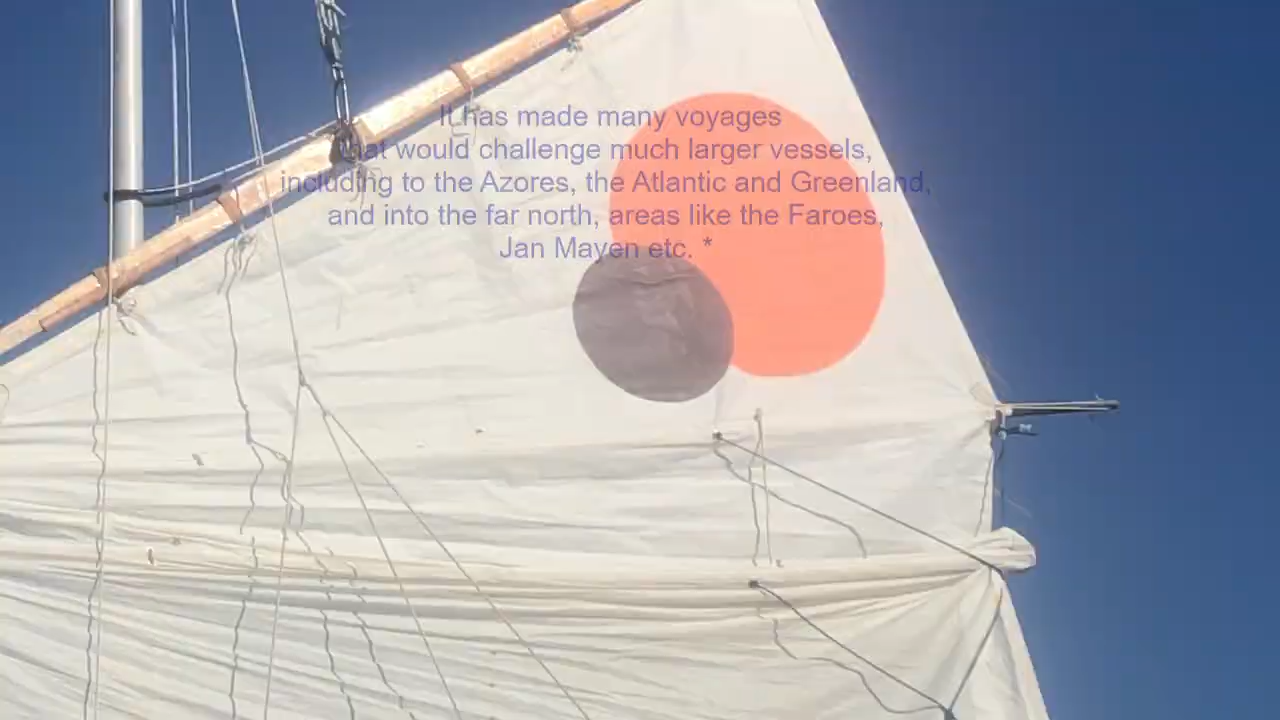 It has made many voyages
that would challenge much larger vessels,
including to the Azores, the Atlantic and Greenland,
and into the far north, areas like the Faroes,
Jan Mayen etc. *